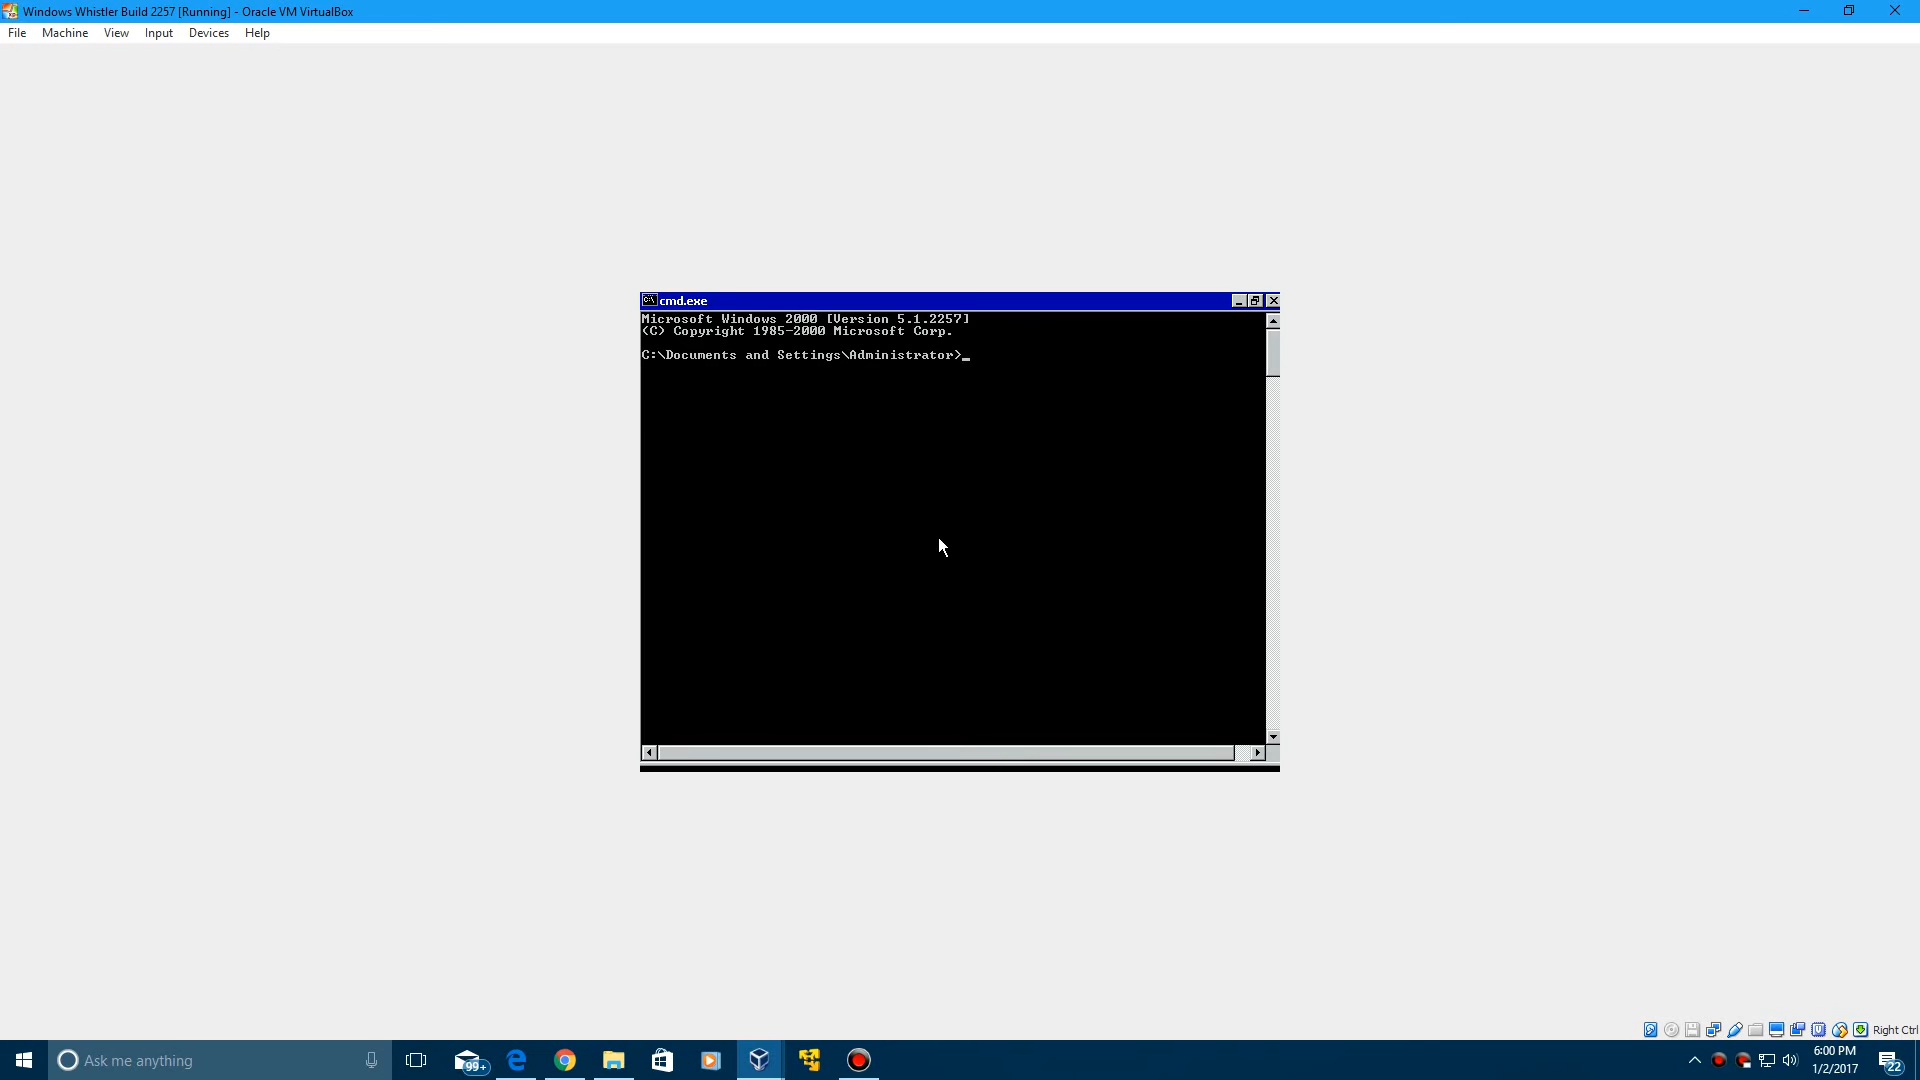 Windows Whistler Build 2257 [Running] - Oracle VM VirtualBox
File Machine View Input Devices Help
cmd.exe
Microsoft Windows 2000 [Version 5.1.2257]
(C) Copyright 1985-2000 Microsoft Corp.
C:\Documents and Settings\Administrator>_
Right Ctrl
Ask me anything
99+
6:00 PM
1/2/2017
22